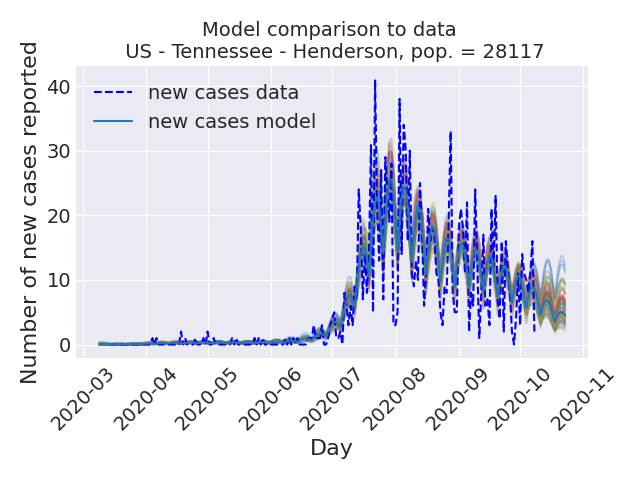 Model comparison to data
US - Tennessee - Henderson, pop. = 28117
Number of new cases reported
40
30
20
10
0
new cases data
new cases model
2020-03
2020-04
2020-05
2020-06
2020-07
2020-08
2020-09
2020-10
2020-11
Day